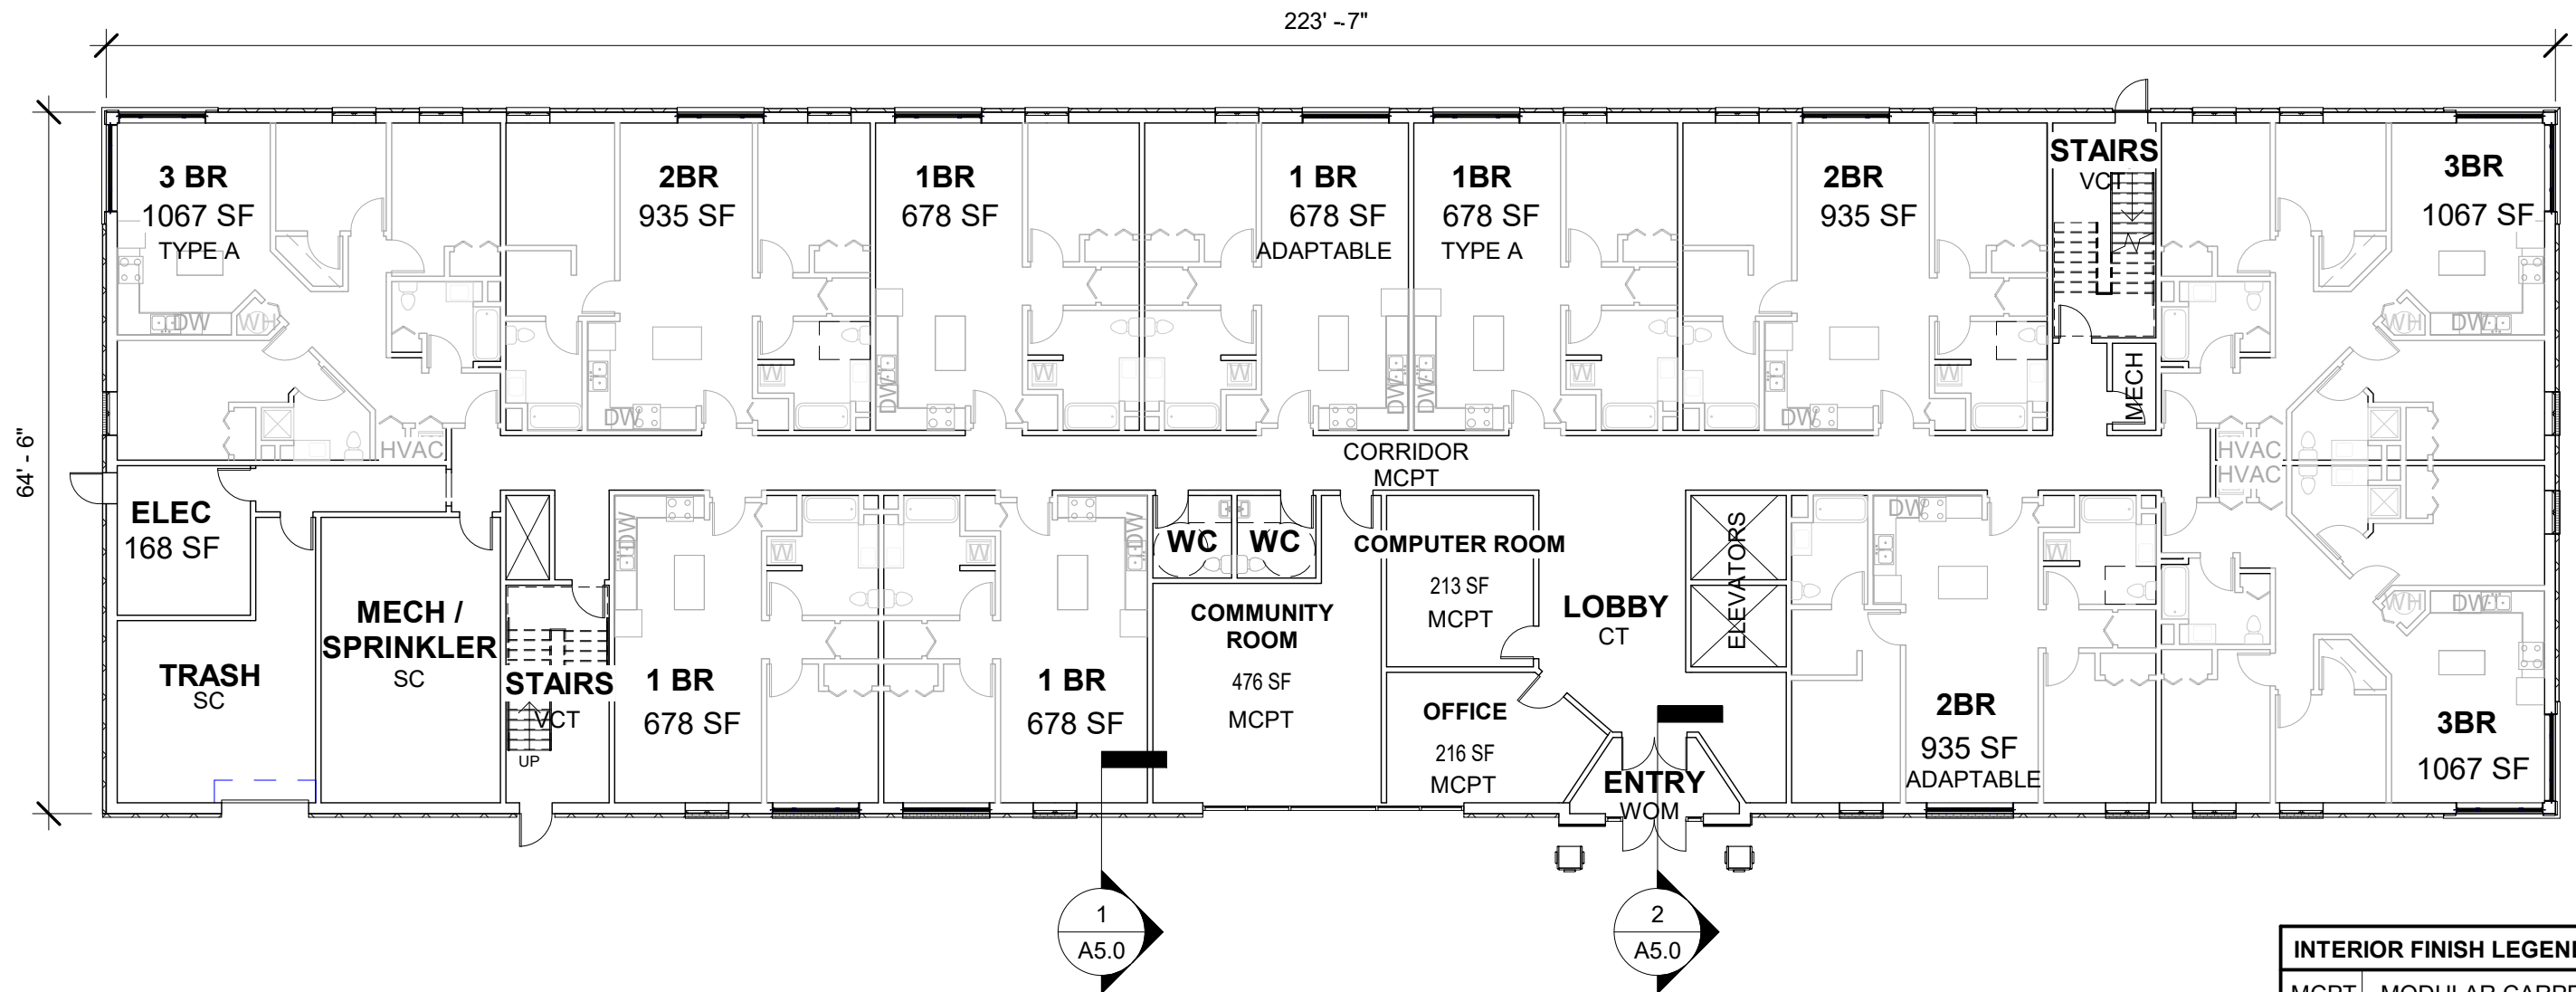 223' - 7"
64' - 6"
3 BR
1067 SF
TYPE A
DW
WH
HVAC
2BR
935 SF
DW
W
1BR
678 SF
DW
W
1 BR
678 SF
ADAPTABLE
DW
W
1BR
678 SF
TYPE A
DW
W
2BR
935 SF
DW
W
STAIRS
VCT
MECH
3BR
1067 SF
WH
DW
HVAC
HVAC
CORRIDOR
MCPT
ELEC
168 SF
TRASH
SC
MECH /
SPRINKLER
SC
STAIRS
VCT
UP
DW
W
1 BR
678 SF
W
DW
1 BR
678 SF
WC
WC
COMMUNITY
ROOM
476 SF
MCPT
COMPUTER ROOM
213 SF
MCPT
OFFICE
216 SF
MCPT
LOBBY
CT
ELEVATORS
ENTRY
WOM
DW
W
2BR
935 SF
ADAPTABLE
WH
DW
3BR
1067 SF
1
A5.0
2
A5.0
INTERIOR FINISH LEGEN
MCPT
MODULAR CARP